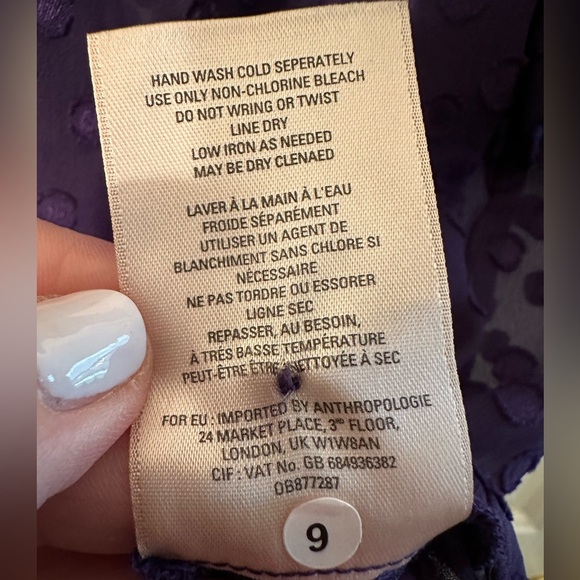 HAND WASH COLD SEPERATELY
USE ONLY NON-CHLORINE BLEACH
DO NOT WRING OR TWIST
LINE DRY
LOW IRON AS NEEDED
MAY BE DRY CLENAED
LAVER À LA MAIN À L'EAU
FROIDE SÉPARÉMENT
UTILISER UN AGENT DE
BLANCHIMENT SANS CHLORE SI
NÉCESSAIRE
NE PAS TORDRE OU ESSORER
LIGNE SEC
REPASSER, AU BESOIN,
À TRÈS BASSE TEMPÉRATURE
PEUT-ÊTRE ÊTRE NETTOYÉE À SEC
FOR EU : IMPORTED BY ANTHROPOLOGIE
24 MARKET PLACE, 3RD FLOOR,
LONDON, UK W1W8AN
CIF : VAT No. GB 684936382
OB877287
9